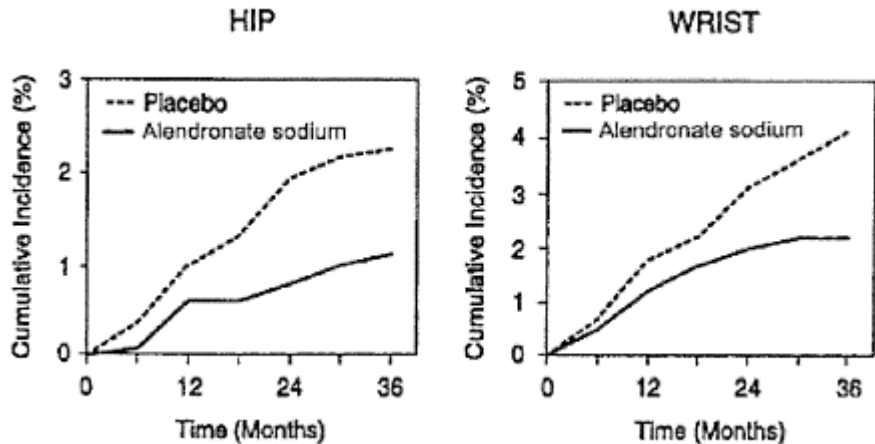 HIP
3
2
1
0
Cumulative Incidence (%)
Placebo
Alendronate sodium
0 12 24 36
Time (Months)
WRIST
5
4
3
2
1
0
Cumulative Incidence (%)
Placebo
Alendronate sodium
0 12 24 36
Time (Months)